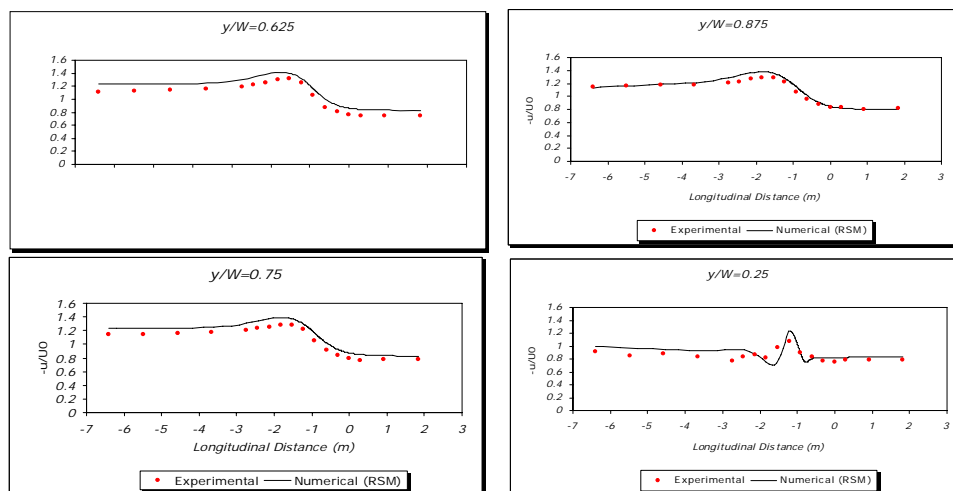 y/W=0.625
1.6
1.4
1.2
1
0.8
0.6
0.4
0.2
0
y/W=0.875
-u/U0
1.6
1.4
1.2
1
0.8
0.6
0.4
0.2
0
-7 -6 -5 -4 -3 -2 -1 0 1 2 3
Longitudinal Distance (m)
Experimental Numerical (RSM)
y/W=0.75
-u/U0
1.6
1.4
1.2
1
0.8
0.6
0.4
0.2
0
-7 -6 -5 -4 -3 -2 -1 0 1 2 3
Longitudinal Distance (m)
Experimental Numerical (RSM)
y/W=0.25
-u/U0
1.6
1.4
1.2
1
0.8
0.6
0.4
0.2
0
-7 -6 -5 -4 -3 -2 -1 0 1 2 3
Longitudinal Distance (m)
Experimental Numerical (RSM)